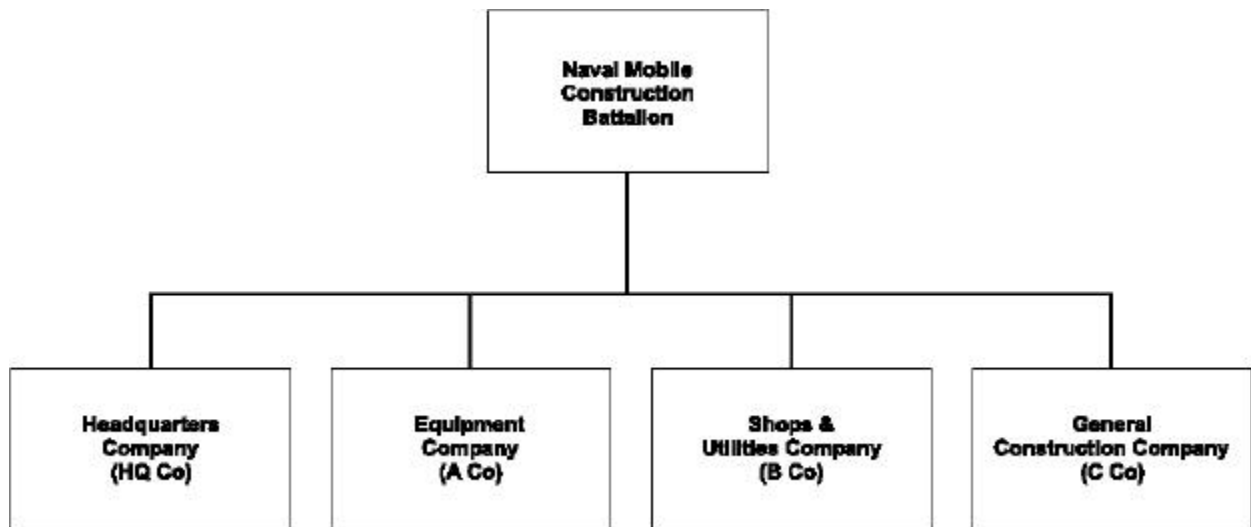 Naval Mobile
Construction
Battalion
Headquarters
Company
(HQ Co)
Equipment
Company
(A Co)
Shops &
Utilities Company
(B Co)
General
Construction Company
(C Co)